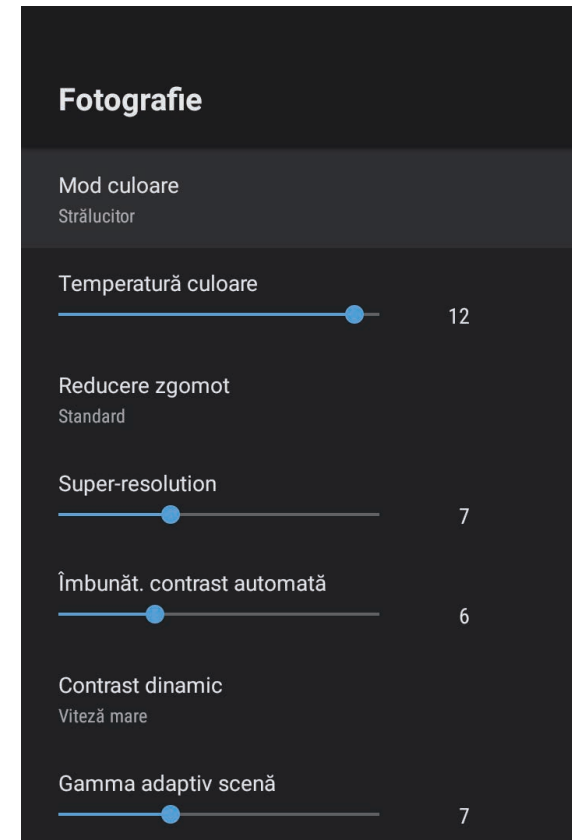 Fotografie
Mod culoare
Strălucitor
Temperatură culoare
12
Reducere zgomot
Standard
Super-resolution
7
Îmbunăt. contrast automată
6
Contrast dinamic
Viteză mare
Gamma adaptiv scenă
7